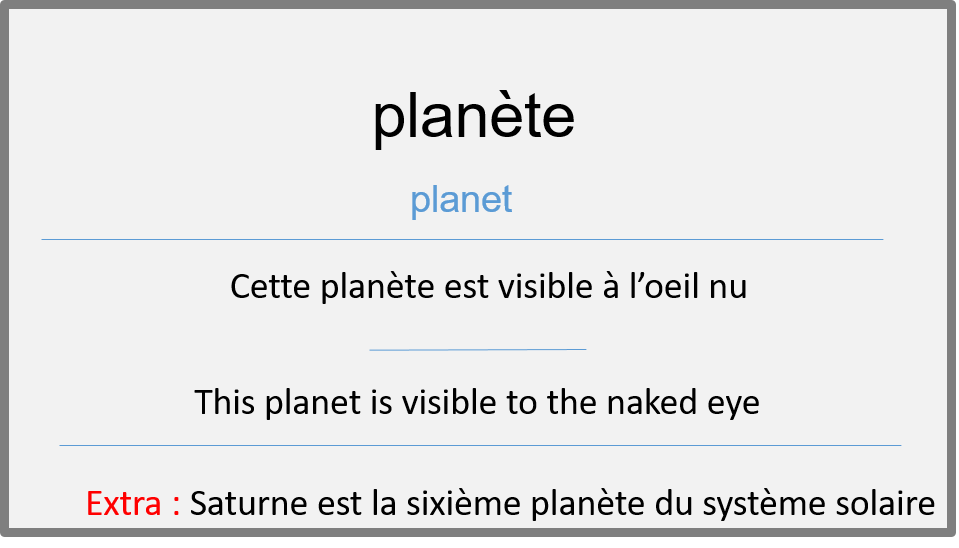 planète
planet
Cette planète est visible à l’oeil nu
This planet is visible to the naked eye
Extra : Saturne est la sixième planète du système solaire